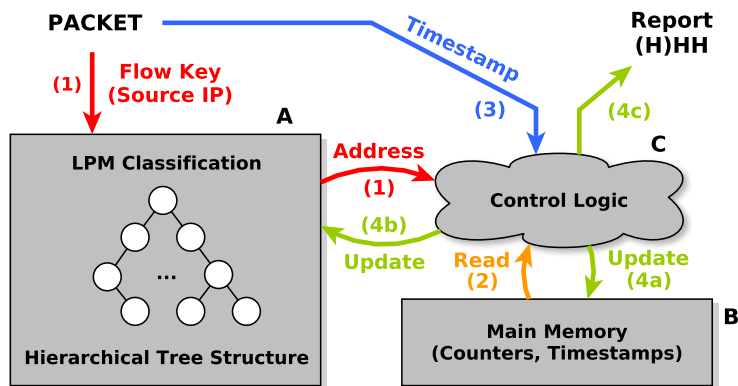 PACKET
Report
(H)HH
Timestamp
(1)
Flow Key
(Source IP)
(3)
(4c)
A
C
LPM Classification
Address
(1)
Control Logic
(4b)
Update
...
Read
(2)
Update
(4a)
B
Main Memory
(Counters, Timestamps)
Hierarchical Tree Structure